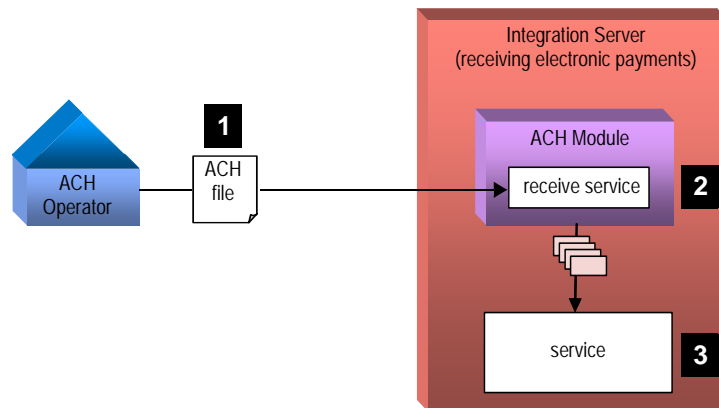 Integration Server
(receiving electronic payments)
1
ACH Module
ACH
Operator
ACH
file
receive service
2
service
3